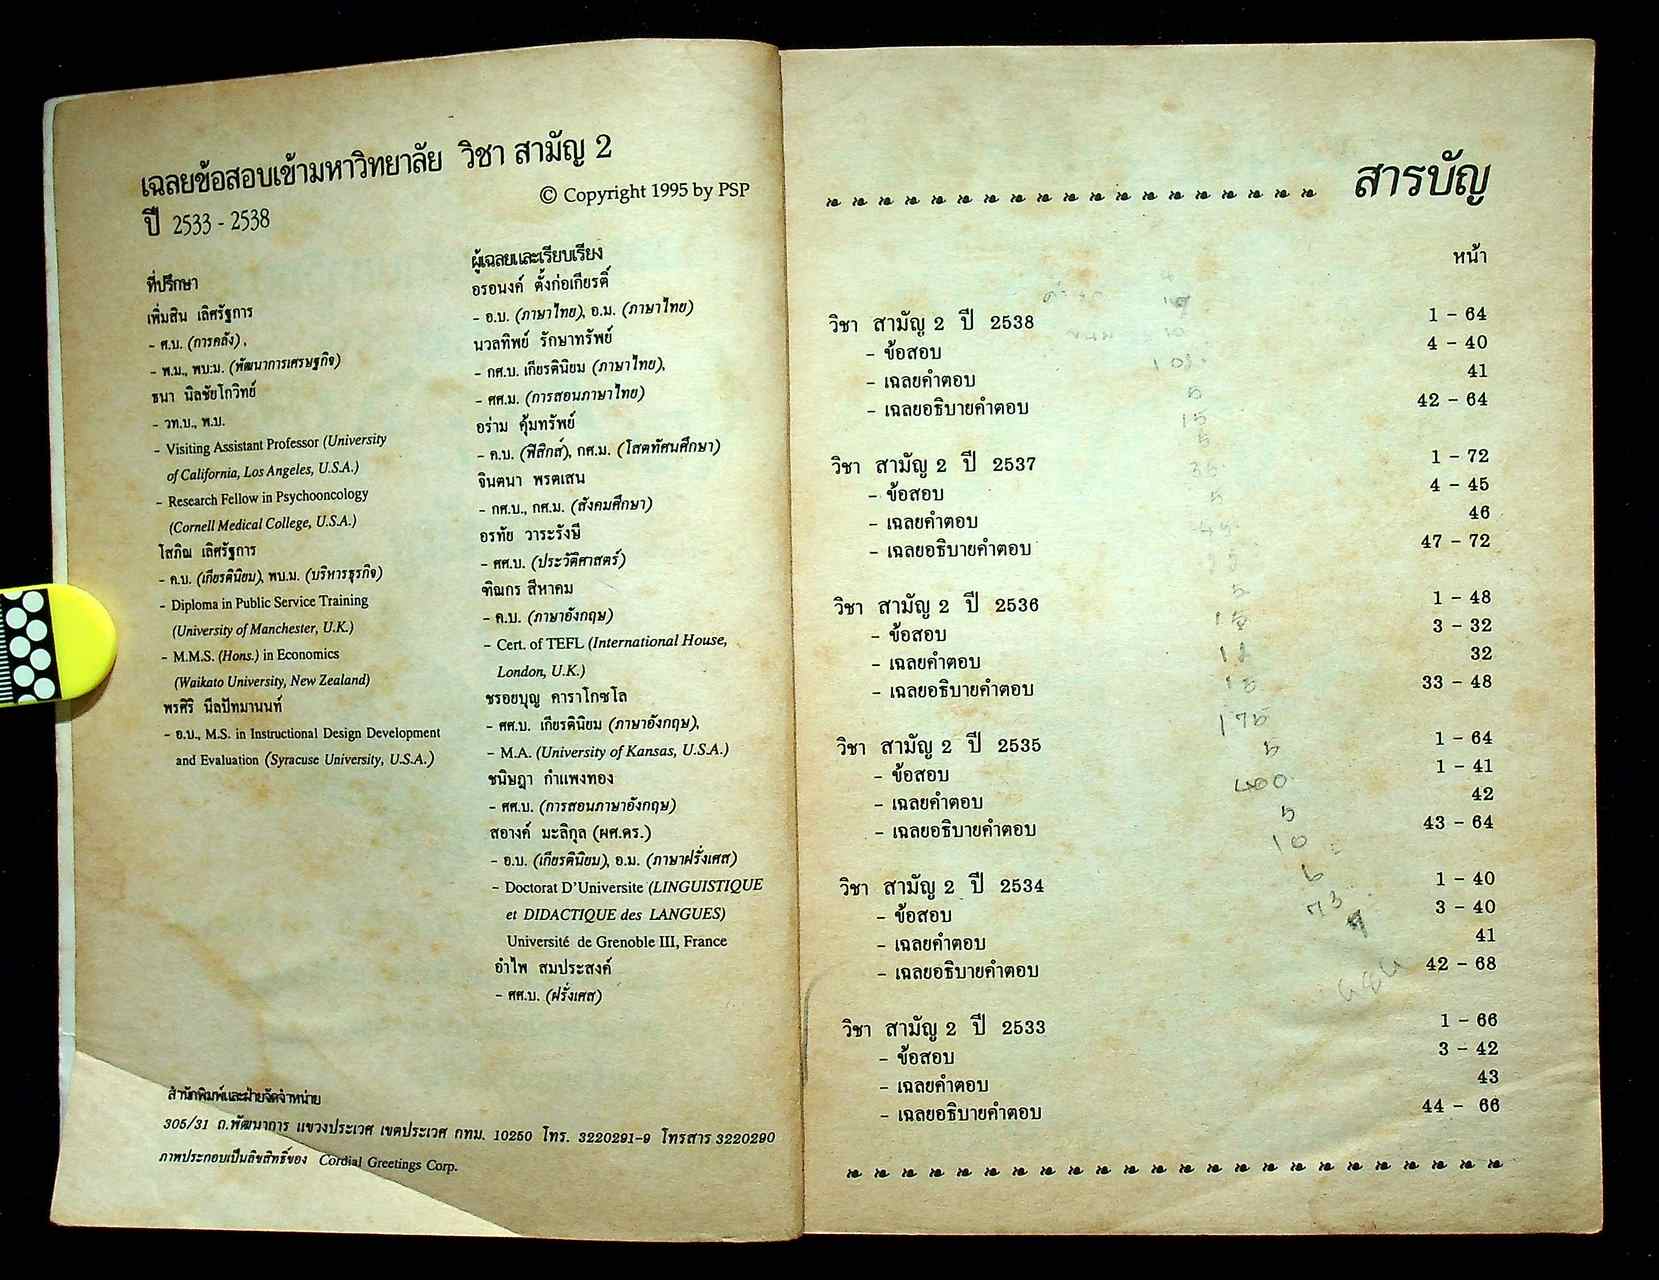 เฉลยข้อสอบเข้ามหาวิทยาลัย วิชา สามัญ 2
ปี 2533 - 2538
© Copyright 1995 by PSP
ที่ปรึกษา
เพิ่มสิน เลิศรัฐการ
- ศ.บ. (การคลัง),
- พ.ม., พบ.ม. (พัฒนาการเศรษฐกิจ)
ธนา นิลชัยโกวิทย์
- วท.บ., พ.บ.
- Visiting Assistant Professor (University
of California, Los Angeles, U.S.A.)
- Research Fellow in Psychooncology
(Cornell Medical College, U.S.A.)
โสภิณ เลิศรัฐการ
- ค.บ. (เกียรตินิยม), พบ.ม. (บริหารธุรกิจ)
- Diploma in Public Service Training
(University of Manchester, U.K.)
- M.M.S. (Hons.) in Economics
(Waikato University, New Zealand)
พรศิริ นีลปัทมานนท์
- อ.บ., M.S. in Instructional Design Development
and Evaluation (Syracuse University, U.S.A.)
ผู้เฉลยและเรียบเรียง
อรอนงค์ ตั้งก่อเกียรติ์
- อ.บ. (ภาษาไทย), อ.ม. (ภาษาไทย)
นวลทิพย์ รักษาทรัพย์
- กศ.บ. เกียรตินิยม (ภาษาไทย),
- ศศ.ม. (การสอนภาษาไทย)
อร่าม คุ้มทรัพย์
- ค.บ. (ฟิสิกส์), กศ.ม. (โสตทัศนศึกษา)
จินตนา พรตเสน
- กศ.บ., กศ.ม. (สังคมศึกษา)
อรทัย วาระรังษี
- ศศ.บ. (ประวัติศาสตร์)
ทิฆกร สีหาคม
- ค.บ. (ภาษาอังกฤษ)
- Cert. of TEFL (International House,
London, U.K.)
ชรอยบุญ คาราโกซโล
- ศศ.บ. เกียรตินิยม (ภาษาอังกฤษ),
- M.A. (University of Kansas, U.S.A.)
ชนิษฎา กำแพงทอง
- ศศ.บ. (การสอนภาษาอังกฤษ)
สอางค์ มะลิกุล (ผศ.ดร.)
- อ.บ. (เกียรตินิยม), อ.ม. (ภาษาฝรั่งเศส)
- Doctorat D'Universite (LINGUISTIQUE
et DIDACTIQUE des LANGUES)
Université de Grenoble III, France
อำไพ สมประสงค์
- ศศ.บ. (ฝรั่งเศส)
สำนักพิมพ์และฝ่ายจัดจำหน่าย
305/31 ถ.พัฒนาการ แขวงประเวศ เขตประเวศ กทม. 10250 โทร. 3220291-9 โทรสาร 3220290
ภาพประกอบเป็นลิขสิทธิ์ของ Cordial Greetings Corp.
สารบัญ
หน้า
วิชา สามัญ 2 ปี 2538 1 - 64
- ข้อสอบ 4 - 40
- เฉลยคำตอบ 41
- เฉลยอธิบายคำตอบ 42 - 64
วิชา สามัญ 2 ปี 2537 1 - 72
- ข้อสอบ 4 - 45
- เฉลยคำตอบ 46
- เฉลยอธิบายคำตอบ 47 - 72
วิชา สามัญ 2 ปี 2536 1 - 48
- ข้อสอบ 3 - 32
- เฉลยคำตอบ 32
- เฉลยอธิบายคำตอบ 33 - 48
วิชา สามัญ 2 ปี 2535 1 - 64
- ข้อสอบ 1 - 41
- เฉลยคำตอบ 42
- เฉลยอธิบายคำตอบ 43 - 64
วิชา สามัญ 2 ปี 2534 1 - 40
- ข้อสอบ 3 - 40
- เฉลยคำตอบ 41
- เฉลยอธิบายคำตอบ 42 - 68
วิชา สามัญ 2 ปี 2533 1 - 66
- ข้อสอบ 3 - 42
- เฉลยคำตอบ 43
- เฉลยอธิบายคำตอบ 44 - 66